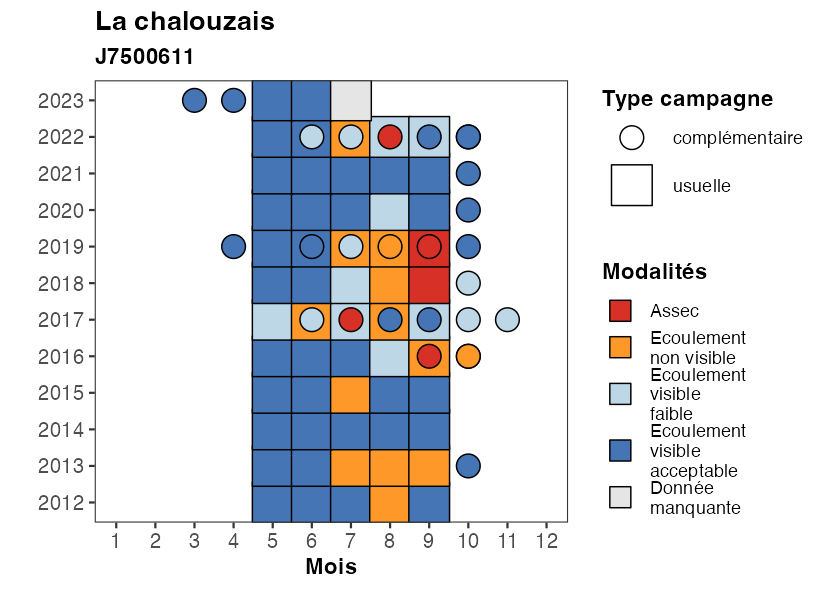 La chalouzais
J7500611
2023
2022
2021
2020
2019
2018
2017
2016
2015
2014
2013
2012
1 2 3 4 5 6 7 8 9 10 11 12
Mois
Type campagne
complémentaire
usuelle
Modalités
Assec
Ecoulement
non visible
Ecoulement
visible
faible
Ecoulement
visible
acceptable
Donnée
manquante